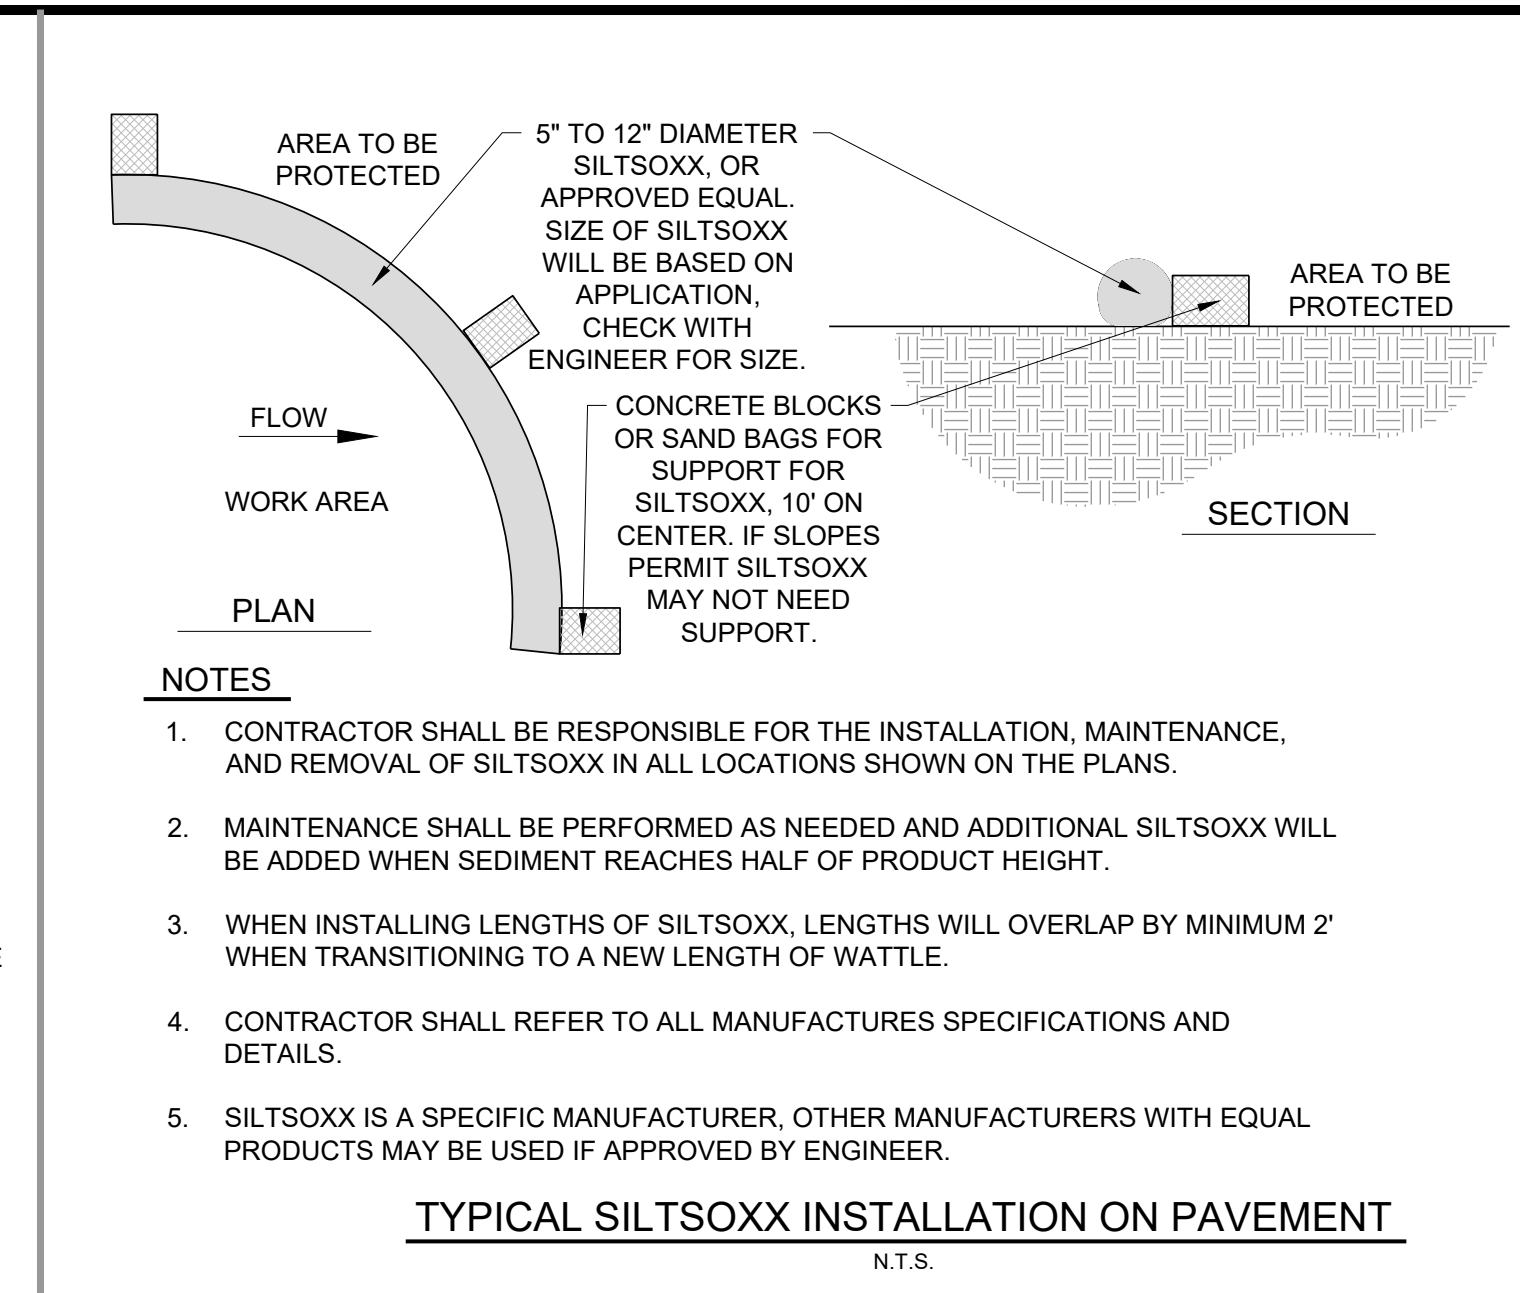 AREA TO BE
PROTECTED
5" TO 12" DIAMETER
SILTSOXX, OR
APPROVED EQUAL.
SIZE OF SILTSOXX
WILL BE BASED ON
APPLICATION,
CHECK WITH
ENGINEER FOR SIZE.
AREA TO BE
PROTECTED
FLOW
WORK AREA
CONCRETE BLOCKS
OR SAND BAGS FOR
SUPPORT FOR
SILTSOXX, 10' ON
CENTER. IF SLOPES
PERMIT SILTSOXX
MAY NOT NEED
SUPPORT.
SECTION
PLAN
NOTES
1. CONTRACTOR SHALL BE RESPONSIBLE FOR THE INSTALLATION, MAINTENANCE,
AND REMOVAL OF SILTSOXX IN ALL LOCATIONS SHOWN ON THE PLANS.
2. MAINTENANCE SHALL BE PERFORMED AS NEEDED AND ADDITIONAL SILTSOXX WILL
BE ADDED WHEN SEDIMENT REACHES HALF OF PRODUCT HEIGHT.
3. WHEN INSTALLING LENGTHS OF SILTSOXX, LENGTHS WILL OVERLAP BY MINIMUM 2'
WHEN TRANSITIONING TO A NEW LENGTH OF WATTLE.
4. CONTRACTOR SHALL REFER TO ALL MANUFACTURES SPECIFICATIONS AND
DETAILS.
5. SILTSOXX IS A SPECIFIC MANUFACTURER, OTHER MANUFACTURERS WITH EQUAL
PRODUCTS MAY BE USED IF APPROVED BY ENGINEER.
TYPICAL SILTSOXX INSTALLATION ON PAVEMENT
N.T.S.